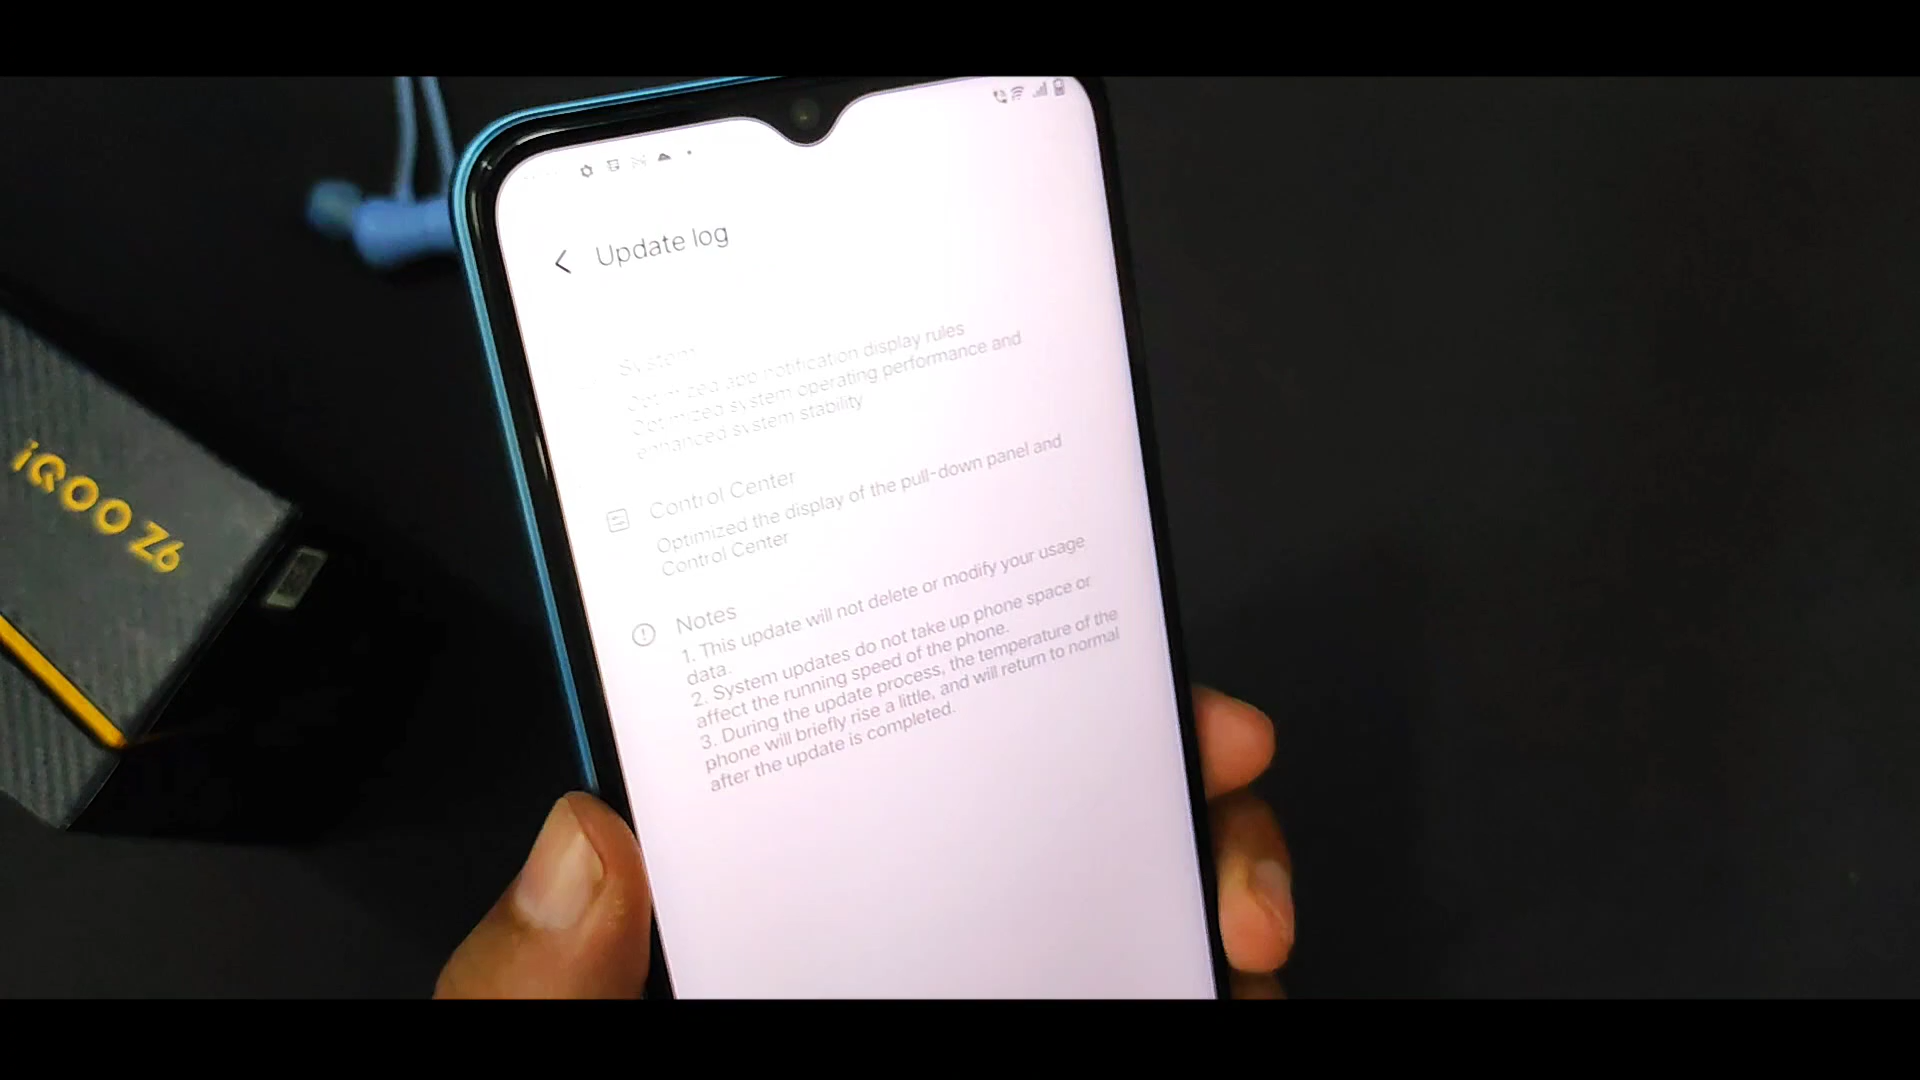 Update log
System
Optimized app notification display rules
Optimized system operating performance and
enhanced system stability
Control Center
Optimized the display of the pull-down panel and
Control Center
Notes
1. This update will not delete or modify your usage
data.
2. System updates do not take up phone space or
affect the running speed of the phone.
3. During the update process, the temperature of the
phone will briefly rise a little, and will return to normal
after the update is completed.
iQOO Z6